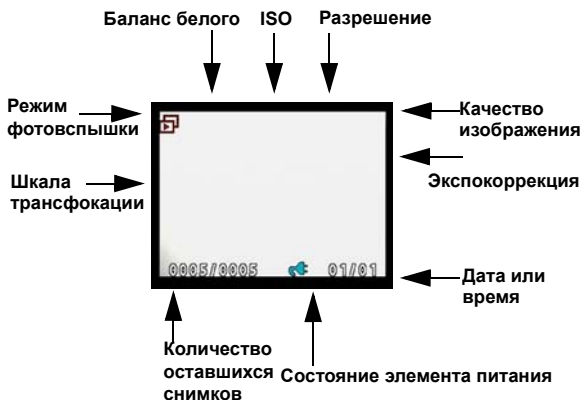 Баланс белого
ISO
Разрешение
Режим
фотовспышки
Качество
изображения
Шкала
трансфокации
Экспокоррекция
0005/0005
01/01
Дата или
время
Количество
оставшихся
снимков
Состояние элемента питания